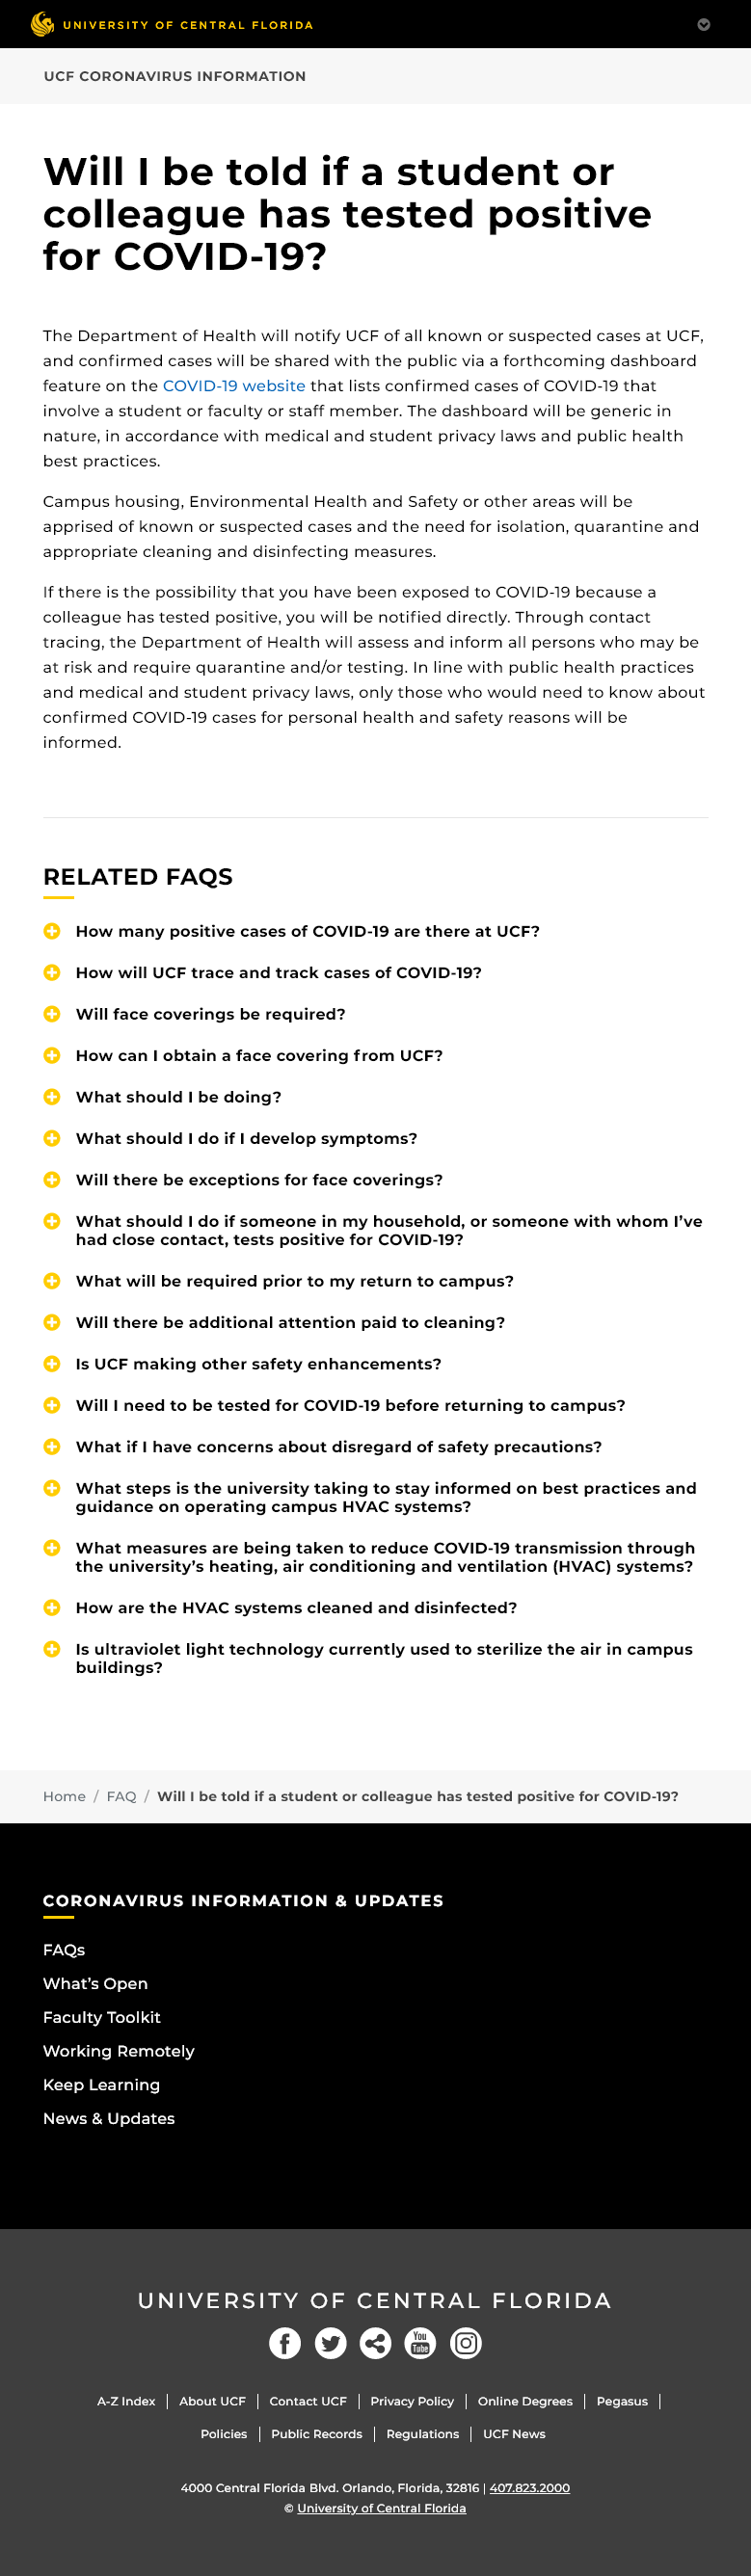 UNIVERSITY OF CENTRAL FLORIDA
UCF CORONAVIRUS INFORMATION
Will I be told if a student or
colleague has tested positive
for COVID-19?
The Department of Health will notify UCF of all known or suspected cases at UCF,
and confirmed cases will be shared with the public via a forthcoming dashboard
feature on the COVID-19 website that lists confirmed cases of COVID-19 that
involve a student or faculty or staff member. The dashboard will be generic in
nature, in accordance with medical and student privacy laws and public health
best practices.
Campus housing, Environmental Health and Safety or other areas will be
apprised of known or suspected cases and the need for isolation, quarantine and
appropriate cleaning and disinfecting measures.
If there is the possibility that you have been exposed to COVID-19 because a
colleague has tested positive, you will be notified directly. Through contact
tracing, the Department of Health will assess and inform all persons who may be
at risk and require quarantine and/or testing. In line with public health practices
and medical and student privacy laws, only those who would need to know about
confirmed COVID-19 cases for personal health and safety reasons will be
informed.
RELATED FAQS
How many positive cases of COVID-19 are there at UCF?
How will UCF trace and track cases of COVID-19?
Will face coverings be required?
How can I obtain a face covering from UCF?
What should I be doing?
What should I do if I develop symptoms?
Will there be exceptions for face coverings?
What should I do if someone in my household, or someone with whom I’ve
had close contact, tests positive for COVID-19?
What will be required prior to my return to campus?
Will there be additional attention paid to cleaning?
Is UCF making other safety enhancements?
Will I need to be tested for COVID-19 before returning to campus?
What if I have concerns about disregard of safety precautions?
What steps is the university taking to stay informed on best practices and
guidance on operating campus HVAC systems?
What measures are being taken to reduce COVID-19 transmission through
the university’s heating, air conditioning and ventilation (HVAC) systems?
How are the HVAC systems cleaned and disinfected?
Is ultraviolet light technology currently used to sterilize the air in campus
buildings?
Home / FAQ / Will I be told if a student or colleague has tested positive for COVID-19?
CORONAVIRUS INFORMATION & UPDATES
FAQs
What’s Open
Faculty Toolkit
Working Remotely
Keep Learning
News & Updates
UNIVERSITY OF CENTRAL FLORIDA
You Tube
A-Z Index | About UCF | Contact UCF | Privacy Policy | Online Degrees | Pegasus |
Policies | Public Records | Regulations | UCF News
4000 Central Florida Blvd. Orlando, Florida, 32816 | 407.823.2000
© University of Central Florida